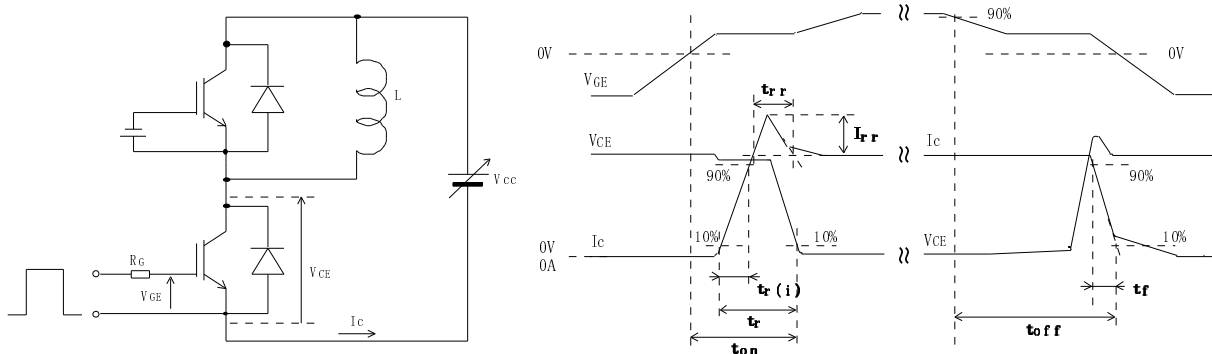 L
Vcc
RG
VGE
VCE
Ic
90%
0V
0V
VGE
trr
VCE
Irr
Ic
90%
90%
0V
Ic
10%
10%
VCE
10%
0A
tr(i)
tf
tr
toff
ton